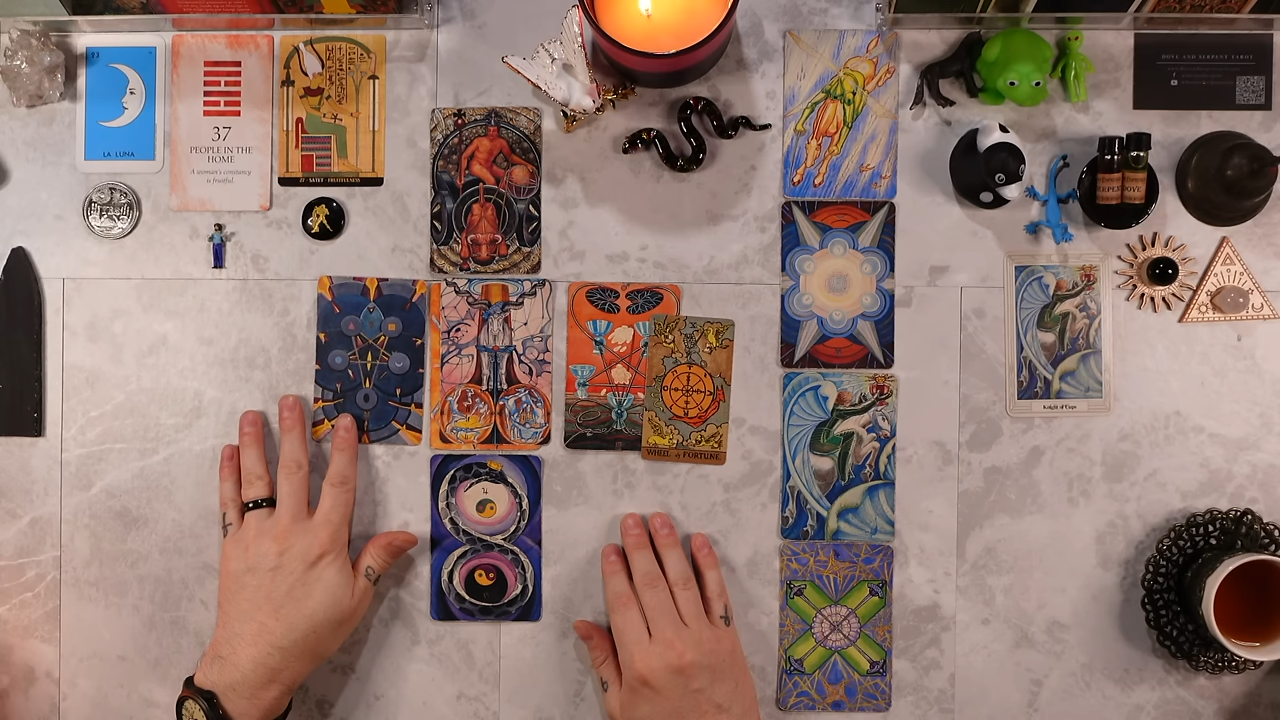 23
LA LUNA
37
PEOPLE IN THE
HOME
A woman's constancy
is fruitful.
27 · SATET · FRUITFULNESS
DOVE AND SERPENT TAROT
SERPENT
DOVE
X
WHEEL of FORTUNE.
Knight of Cups